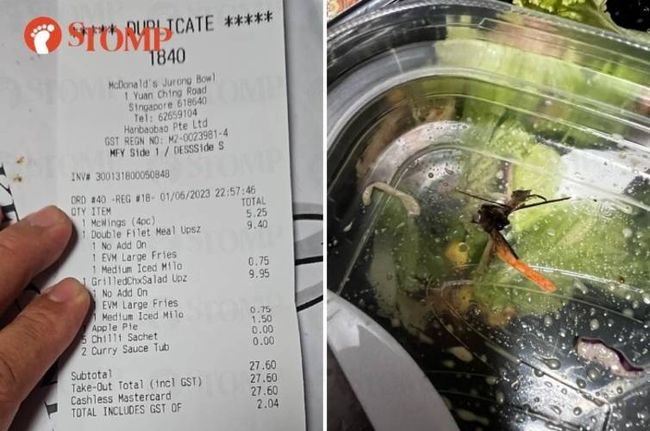 STOMP
***** DUPLICATE *****
1840
McDonald's Jurong Bowl
1 Yuan Ching Road
Singapore 618640
Tel: 62659104
Hanbaobao Pte Ltd
GST REGN NO: M2-0023981-4
MFY Side 1 / DESSSide S
INV# 300131800050848
ORD #40 -REG #18- 01/06/2023 22:57:46
QTY ITEM TOTAL
1 McWings (4pc) 5.25
1 Double Filet Meal Upsz 9.40
1 No Add On
1 EVM Large Fries
1 Medium Iced Milo 0.75
1 GrilledChxSalad Upz 9.95
1 No Add On
1 EVM Large Fries
1 Medium Iced Milo 0.75
Apple Pie 1.50
5 Chilli Sachet 0.00
2 Curry Sauce Tub 0.00
Subtotal 27.60
Take-Out Total (incl GST) 27.60
Cashless Mastercard 27.60
TOTAL INCLUDES GST OF 2.04